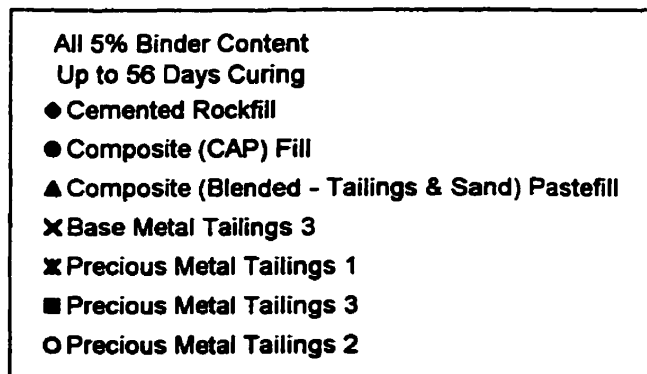 All 5% Binder Content
Up to 56 Days Curing
Cemented Rockfill
Composite (CAP) Fill
Composite (Blended - Tailings & Sand) Pastefill
Base Metal Tailings 3
Precious Metal Tailings 1
Precious Metal Tailings 3
Precious Metal Tailings 2